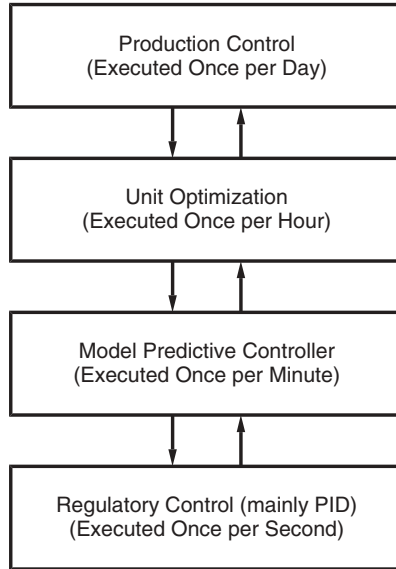 Production Control
(Executed Once per Day)
Unit Optimization
(Executed Once per Hour)
Model Predictive Controller
(Executed Once per Minute)
Regulatory Control (mainly PID)
(Executed Once per Second)